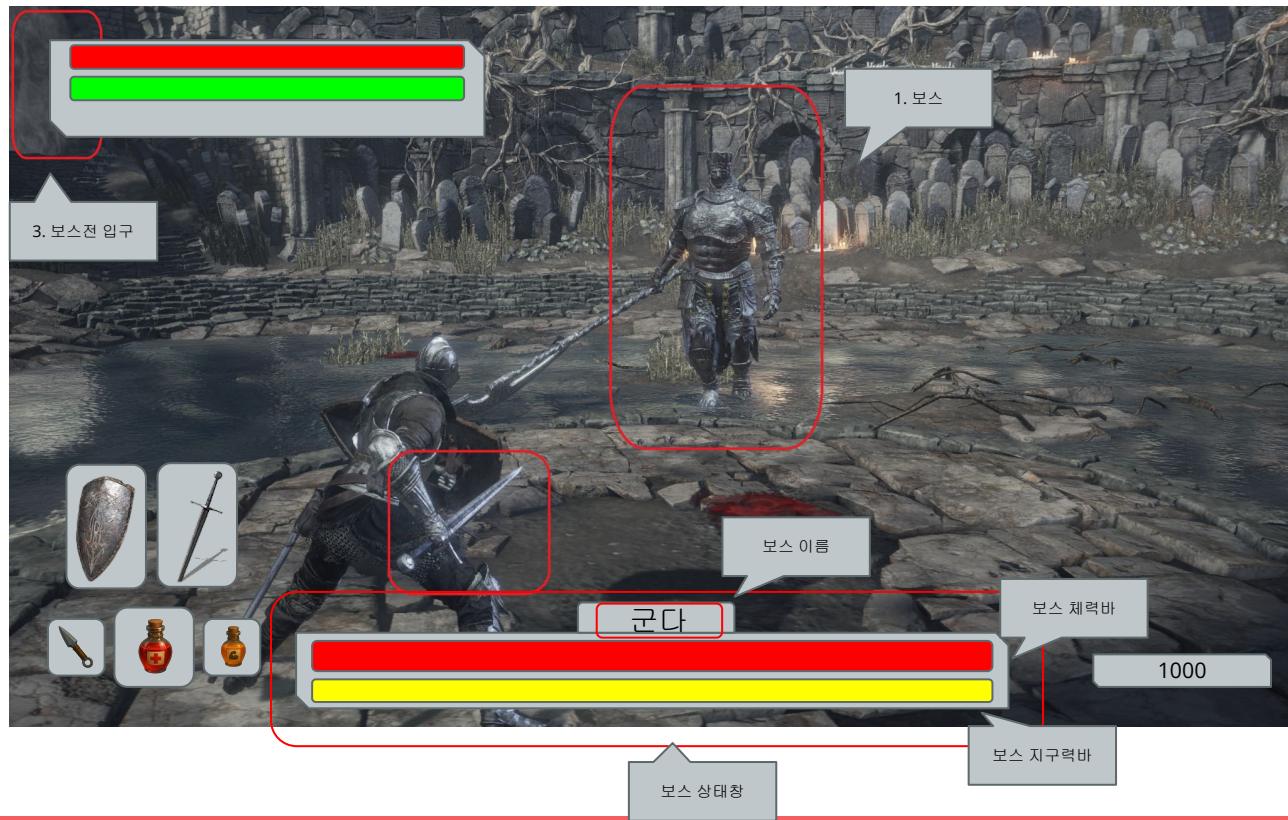 1. 보스
3. 보스전 입구
보스 이름
보스 체력바
군다
1000
보스 지구력바
보스 상태창